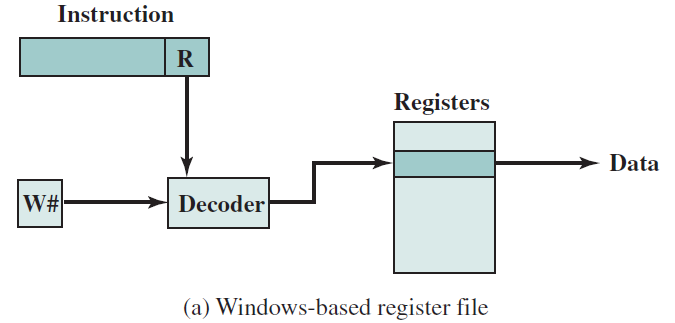 Instruction
R
Registers
Data
W#
Decoder
(a) Windows-based register file